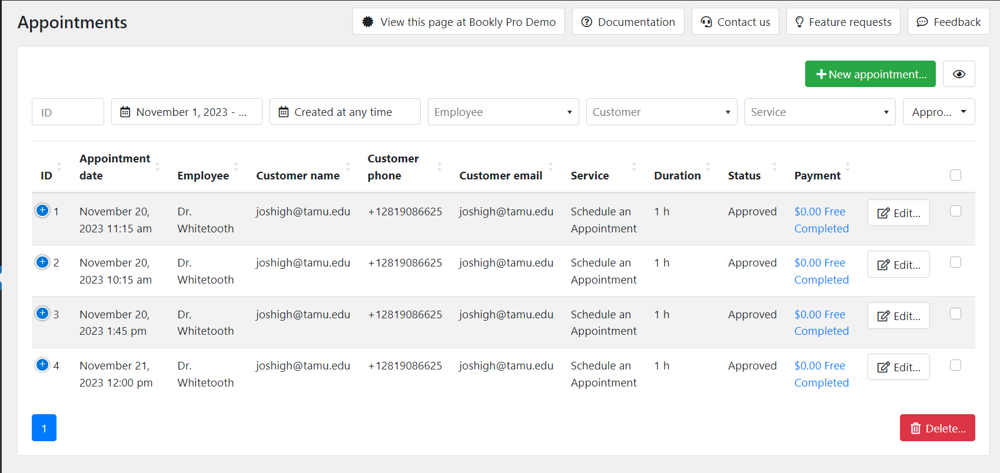 Appointments
View this page at Bookly Pro Demo
Documentation
Contact us
Feature requests
Feedback
New appointment...
ID
November 1, 2023 - ...
Created at any time
Employee
Customer
Service
Appro...
ID
Appointment date
Employee
Customer name
Customer phone
Customer email
Service
Duration
Status
Payment
1
November 20, 2023 11:15 am
Dr. Whitetooth
joshigh@tamu.edu
+12819086625
joshigh@tamu.edu
Schedule an Appointment
1 h
Approved
$0.00 Free Completed
Edit...
2
November 20, 2023 10:15 am
Dr. Whitetooth
joshigh@tamu.edu
+12819086625
joshigh@tamu.edu
Schedule an Appointment
1 h
Approved
$0.00 Free Completed
Edit...
3
November 20, 2023 1:45 pm
Dr. Whitetooth
joshigh@tamu.edu
+12819086625
joshigh@tamu.edu
Schedule an Appointment
1 h
Approved
$0.00 Free Completed
Edit...
4
November 21, 2023 12:00 pm
Dr. Whitetooth
joshigh@tamu.edu
+12819086625
joshigh@tamu.edu
Schedule an Appointment
1 h
Approved
$0.00 Free Completed
Edit...
1
Delete...